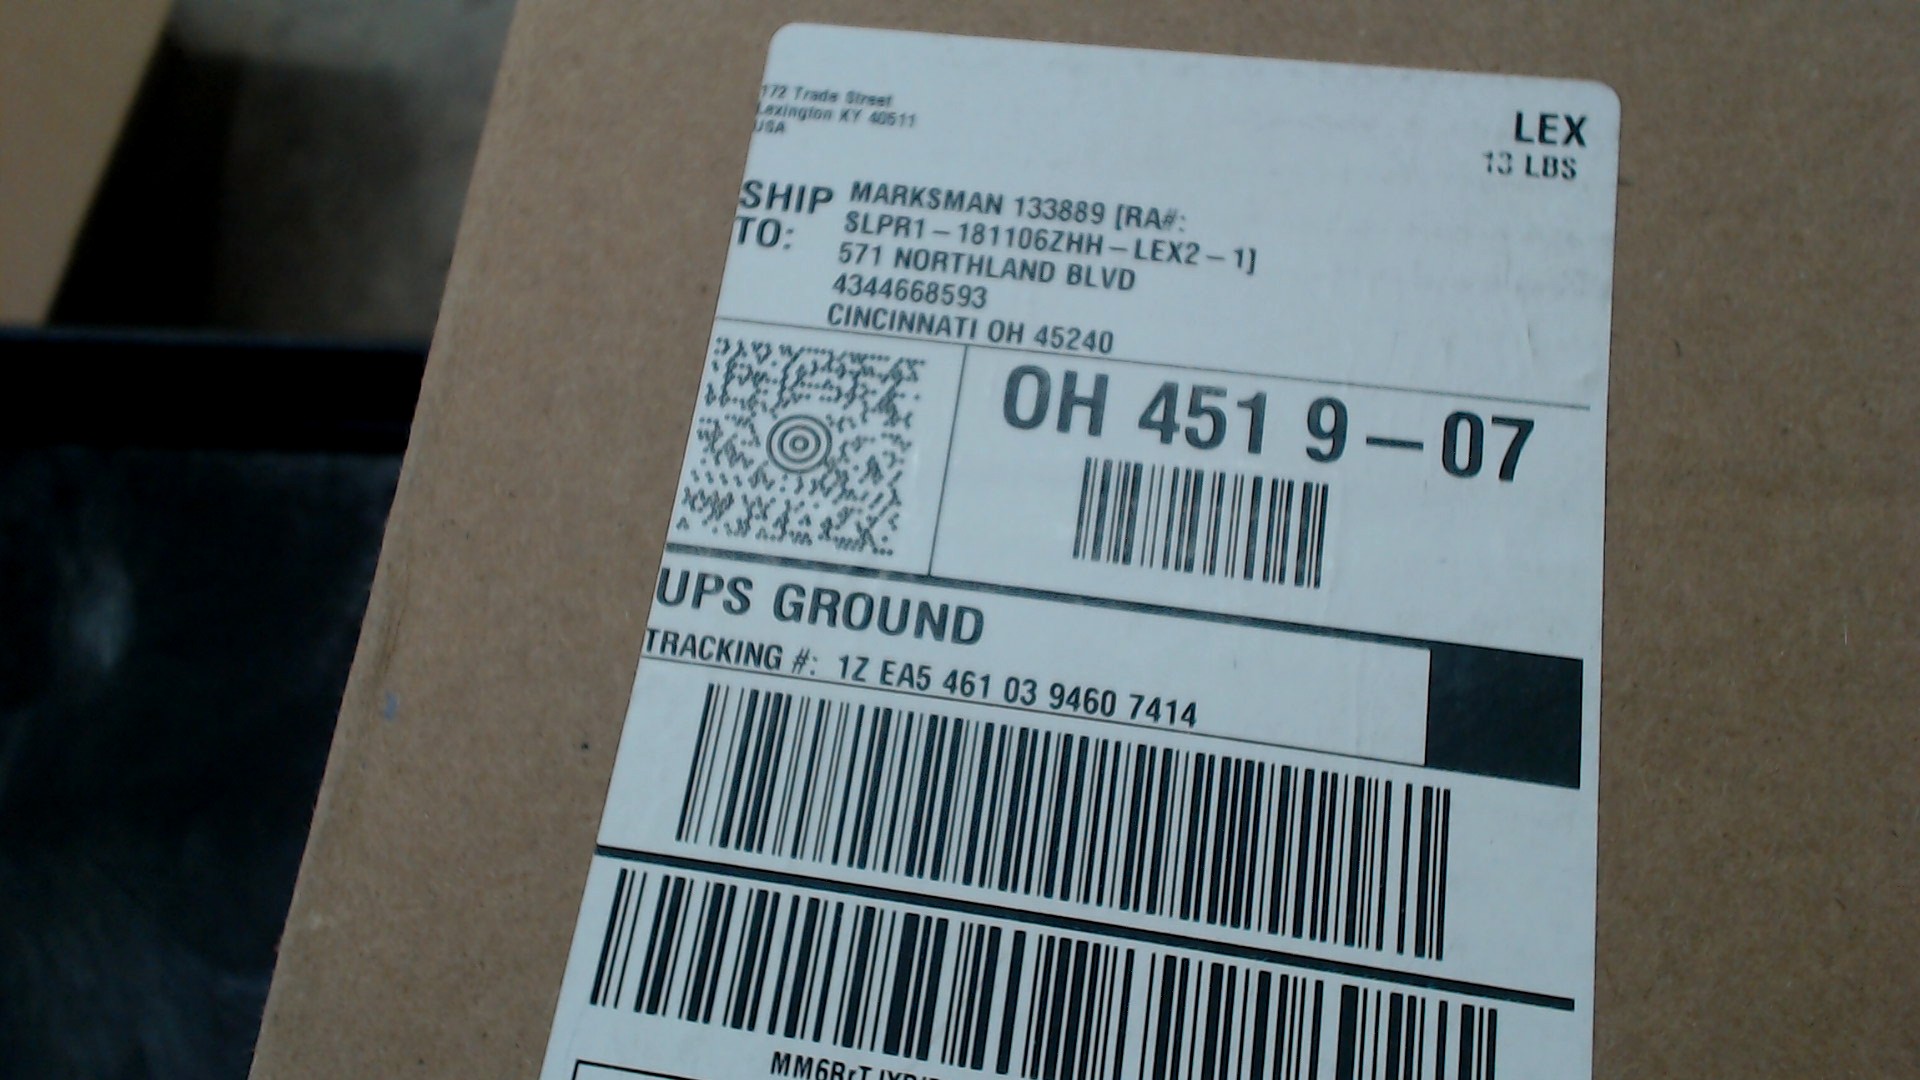 172 Trade Street
Lexington KY 40511
USA
LEX
13 LBS
SHIP TO:
MARKSMAN 133889 [RA#:
SLPR1-181106ZHH-LEX2-1]
571 NORTHLAND BLVD
4344668593
CINCINNATI OH 45240
OH 451 9-07
UPS GROUND
TRACKING #: 1Z EA5 461 03 9460 7414